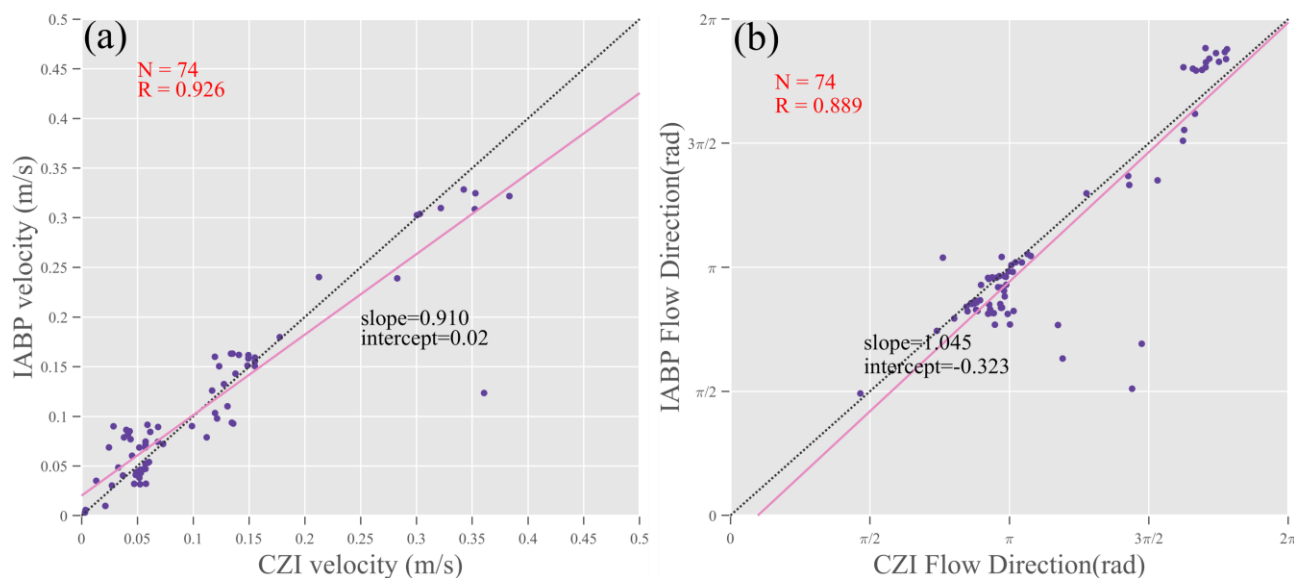 (a)
N = 74
R = 0.926
slope=0.910
intercept=0.02
IABP velocity (m/s)
0.5
0.45
0.4
0.35
0.3
0.25
0.2
0.15
0.1
0.05
0
0 0.05 0.1 0.15 0.2 0.25 0.3 0.35 0.4 0.45 0.5
CZI velocity (m/s)
(b)
N = 74
R = 0.889
slope=1.045
intercept=-0.323
IABP Flow Direction(rad)
2π
3π/2
π
π/2
0
0 π/2 π 3π/2 2π
CZI Flow Direction(rad)